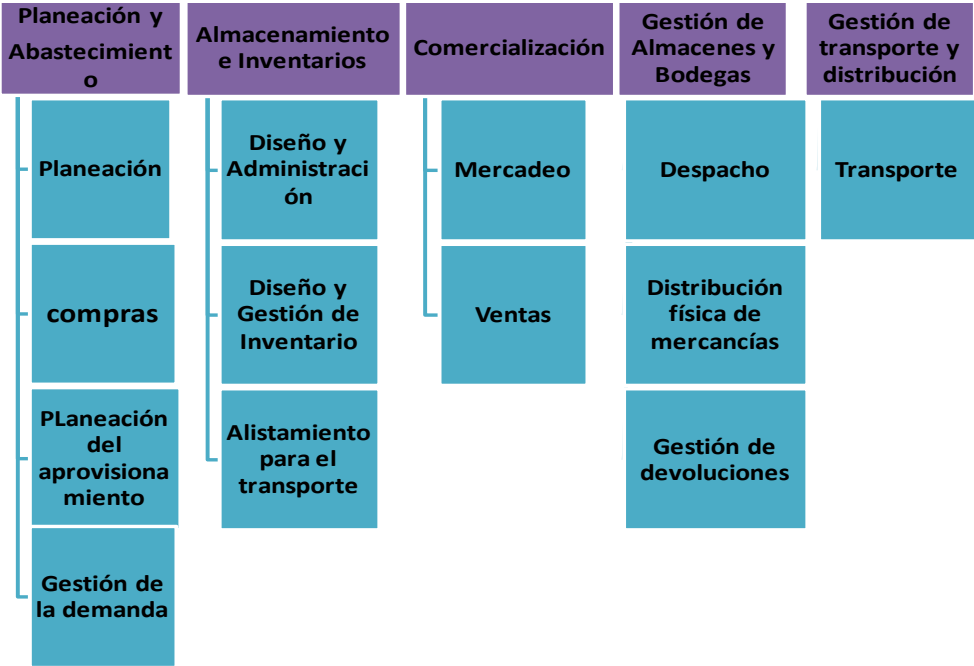 Planeación y
Abastecimient
o
Planeación
compras
PLaneación
del
aprovisiona
miento
Gestión de
la demanda
Almacenamiento
e Inventarios
Diseño y
Administraci
ón
Diseño y
Gestión de
Inventario
Alistamiento
para el
transporte
Comercialización
Mercadeo
Ventas
Gestión de
Almacenes y
Bodegas
Despacho
Distribución
física de
mercancías
Gestión de
devoluciones
Gestión de
transporte y
distribución
Transporte